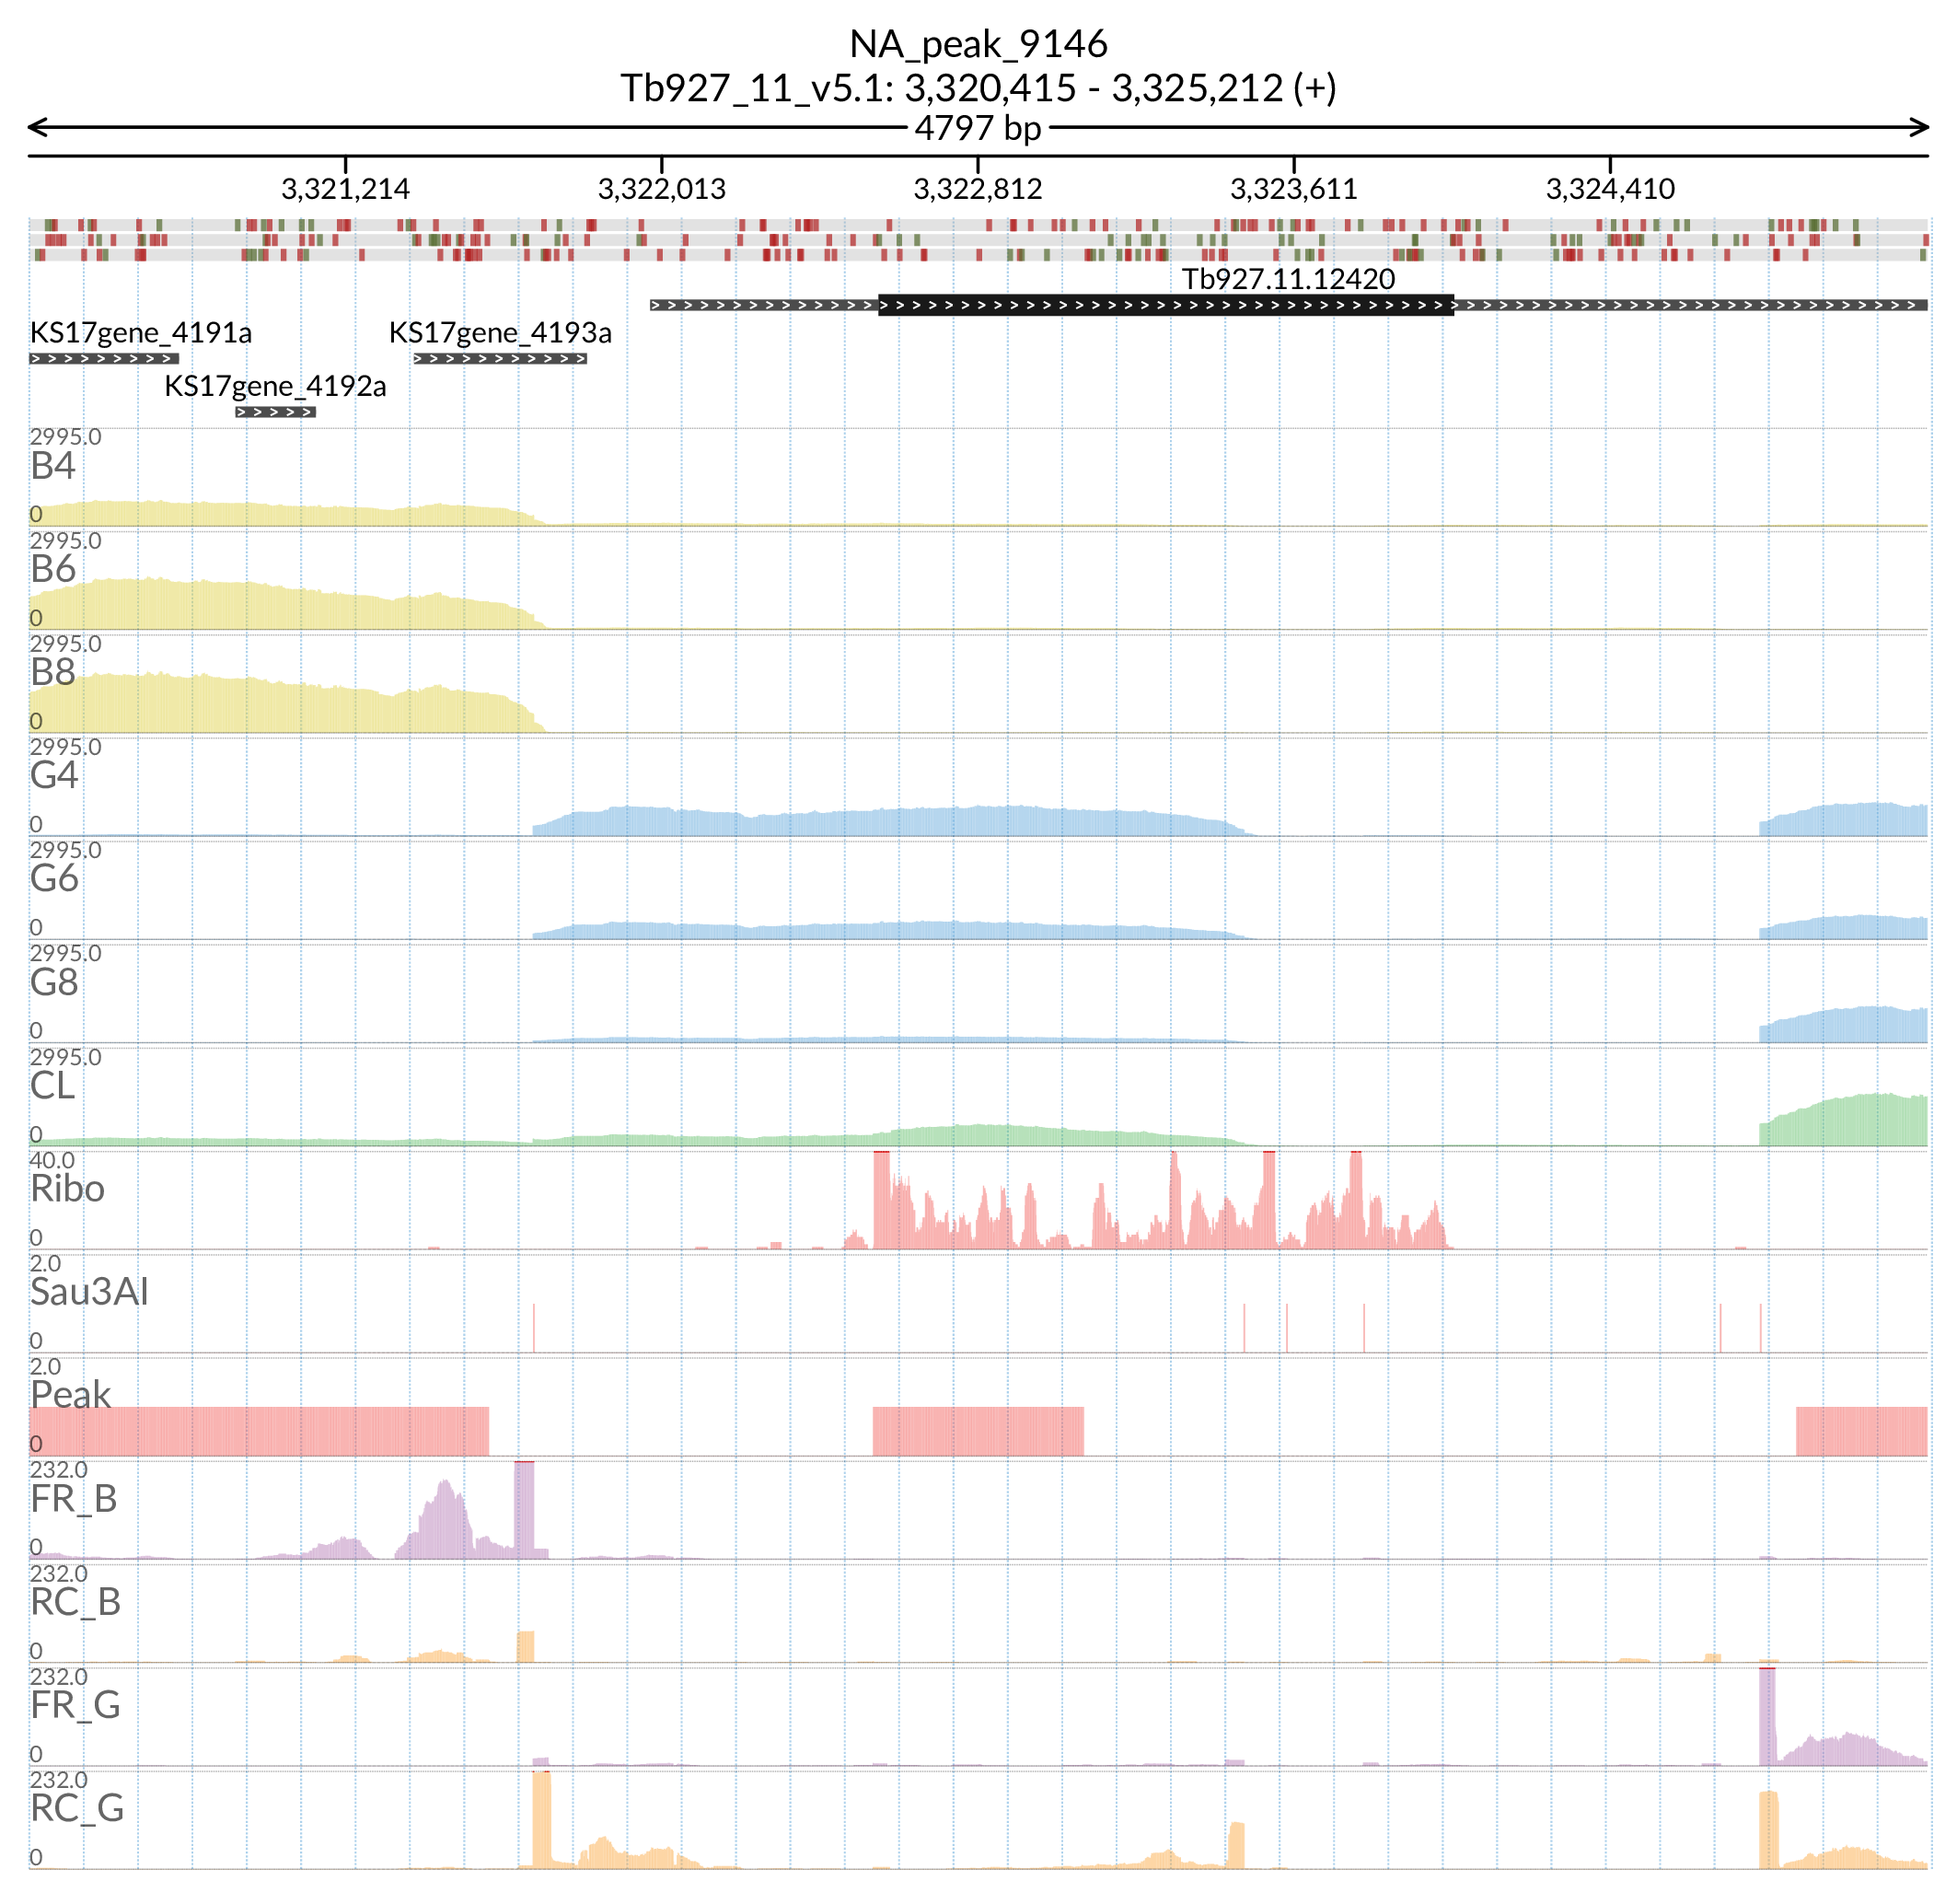 NA_peak_9146
Tb927_11_v5.1: 3,320,415 - 3,325,212 (+)
4797 bp
3,321,214 3,322,013 3,322,812 3,323,611 3,324,410
Tb927.11.12420
KS17gene_4191a KS17gene_4193a
KS17gene_4192a
2995.0
B4
0
2995.0
B6
0
2995.0
B8
0
2995.0
G4
0
2995.0
G6
0
2995.0
G8
0
2995.0
CL
0
40.0
Ribo
0
2.0
Sau3AI
0
2.0
Peak
0
232.0
FR_B
0
232.0
RC_B
0
232.0
FR_G
0
232.0
RC_G
0